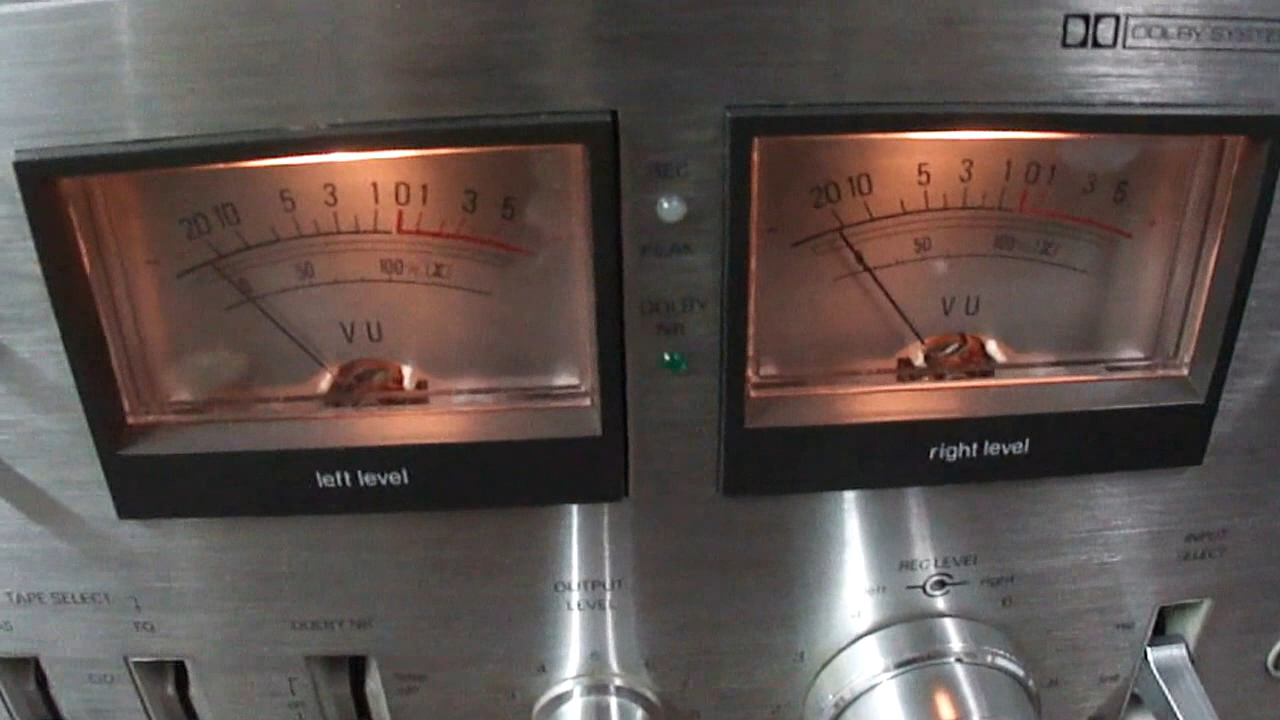 DOLBY SYSTEM
20 10 5 3 1 0 1 3 5
50 100 %
VU
left level
REC
PEAK
DOLBY
NR
20 10 5 3 1 0 1 3 5
50 100
VU
right level
OUTPUT
LEVEL
REC LEVEL
left right
10
INPUT
SELECT
TAPE SELECT
EQ
DOLBY NR